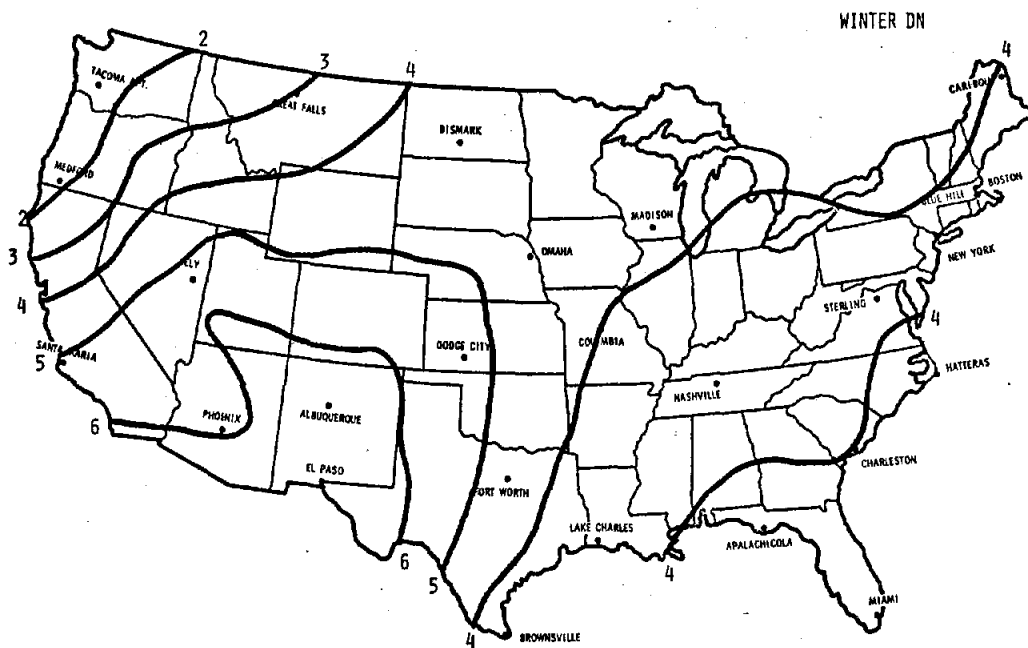 WINTER DN
2
3
4
4
TACOMA APT.
GREAT FALLS
BISMARK
CARIBOU
MEDFORD
BLUE HILL
BOSTON
MADISON
2
OMAHA
NEW YORK
3
ELY
STERLING
4
4
SANTA MARIA
DODGE CITY
COLUMBIA
5
HATTERAS
NASHVILLE
6
PHOENIX
ALBUQUERQUE
CHARLESTON
EL PASO
FORT WORTH
LAKE CHARLES
APALACHICOLA
6
4
5
MIAMI
4
BROWNSVILLE